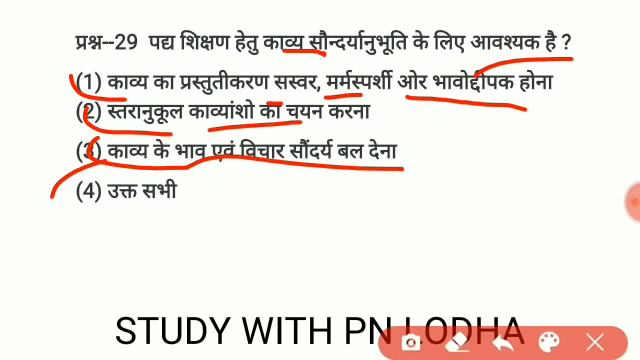 प्रश्न--29 पद्य शिक्षण हेतु काव्य सौन्दर्यानुभूति के लिए आवश्यक है ?
(1) काव्य का प्रस्तुतीकरण सस्वर, मर्मस्पर्शी ओर भावोद्दीपक होना
(2) स्तरानुकूल काव्यांशो का चयन करना
(3) काव्य के भाव एवं विचार सौंदर्य बल देना
(4) उक्त सभी
STUDY WITH PN LODHA